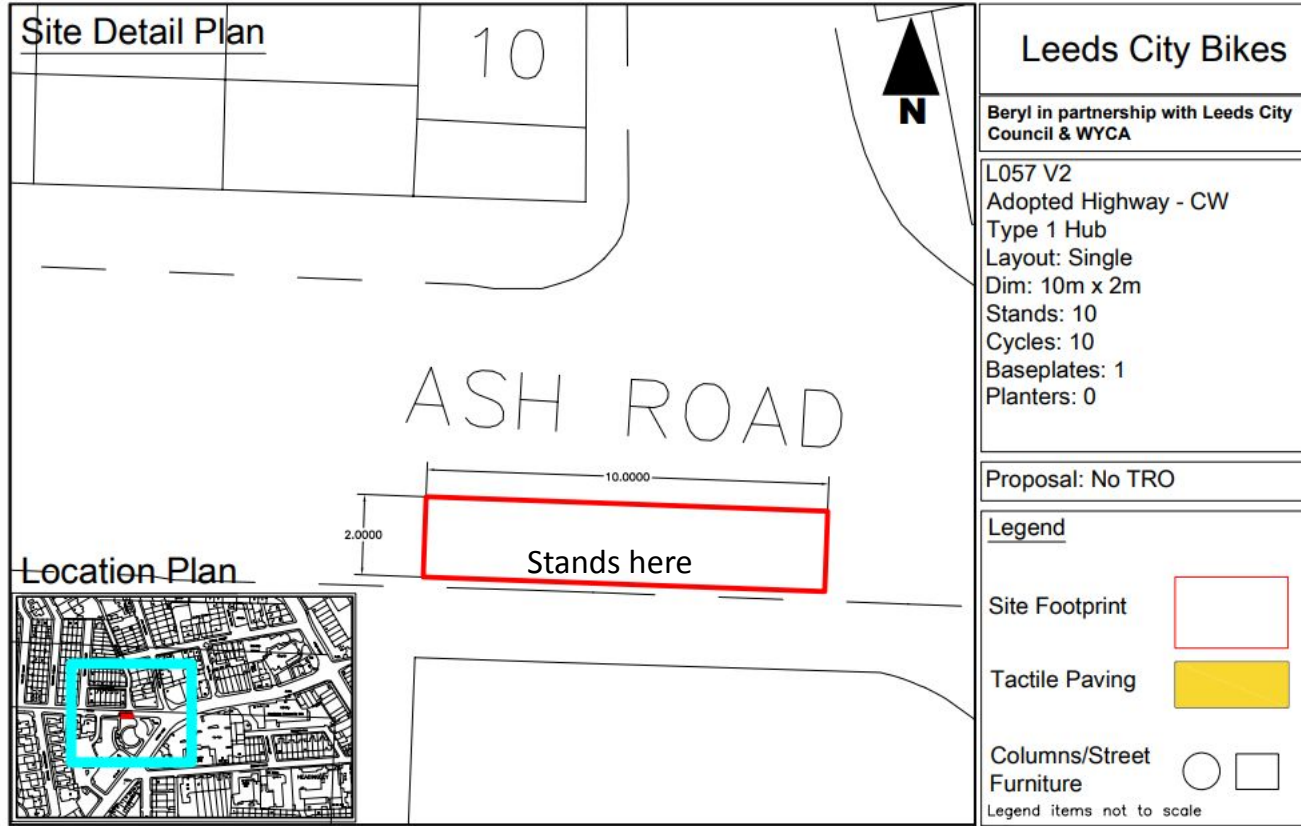 Site Detail Plan
10
N
ASH ROAD
10.0000
2.0000
Stands here
Location Plan
Leeds City Bikes
Beryl in partnership with Leeds City
Council & WYCA
L057 V2
Adopted Highway - CW
Type 1 Hub
Layout: Single
Dim: 10m x 2m
Stands: 10
Cycles: 10
Baseplates: 1
Planters: 0
Proposal: No TRO
Legend
Site Footprint
Tactile Paving
Columns/Street
Furniture
Legend items not to scale